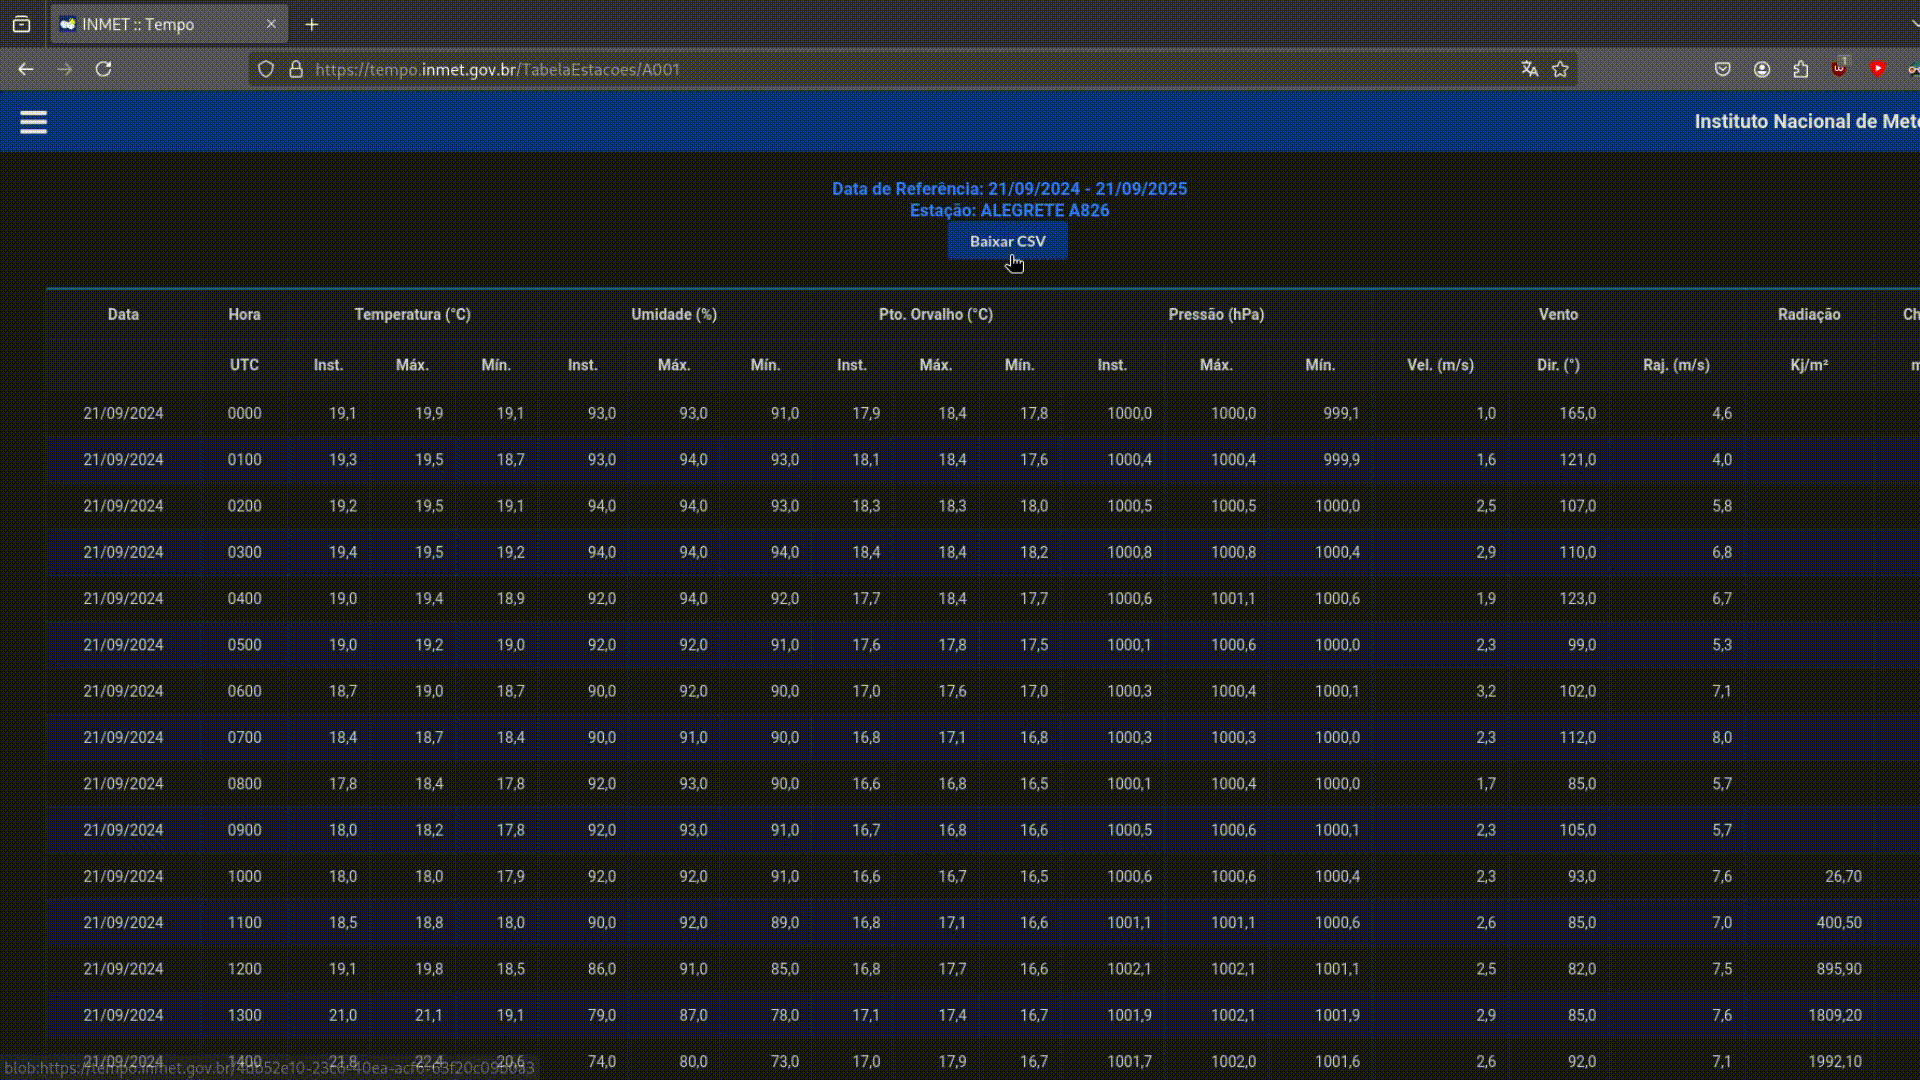 INMET :: Tempo
https://tempo.inmet.gov.br/TabelaEstacoes/A001
1
Instituto Nacional de Mete
Data de Referência: 21/09/2024 - 21/09/2025
Estação: ALEGRETE A826
Baixar CSV
Data Hora Temperatura (°C) Umidade (%) Pto. Orvalho (°C) Pressão (hPa) Vento Radiação Ch
UTC Inst. Máx. Mín. Inst. Máx. Mín. Inst. Máx. Mín. Inst. Máx. Mín. Vel. (m/s) Dir. (°) Raj. (m/s) Kj/m² m
21/09/2024 0000 19,1 19,9 19,1 93,0 93,0 91,0 17,9 18,4 17,8 1000,0 1000,0 999,1 1,0 165,0 4,6
21/09/2024 0100 19,3 19,5 18,7 93,0 94,0 93,0 18,1 18,4 17,6 1000,4 1000,4 999,9 1,6 121,0 4,0
21/09/2024 0200 19,2 19,5 19,1 94,0 94,0 93,0 18,3 18,3 18,0 1000,5 1000,5 1000,0 2,5 107,0 5,8
21/09/2024 0300 19,4 19,5 19,2 94,0 94,0 94,0 18,4 18,4 18,2 1000,8 1000,8 1000,4 2,9 110,0 6,8
21/09/2024 0400 19,0 19,4 18,9 92,0 94,0 92,0 17,7 18,4 17,7 1000,6 1001,1 1000,6 1,9 123,0 6,7
21/09/2024 0500 19,0 19,2 19,0 92,0 92,0 91,0 17,6 17,8 17,5 1000,1 1000,6 1000,0 2,3 99,0 5,3
21/09/2024 0600 18,7 19,0 18,7 90,0 92,0 90,0 17,0 17,6 17,0 1000,3 1000,4 1000,1 3,2 102,0 7,1
21/09/2024 0700 18,4 18,7 18,4 90,0 91,0 90,0 16,8 17,1 16,8 1000,3 1000,3 1000,0 2,3 112,0 8,0
21/09/2024 0800 17,8 18,4 17,8 92,0 93,0 90,0 16,6 16,8 16,5 1000,1 1000,4 1000,0 1,7 85,0 5,7
21/09/2024 0900 18,0 18,2 17,8 92,0 93,0 91,0 16,7 16,8 16,6 1000,5 1000,6 1000,1 2,3 105,0 5,7
21/09/2024 1000 18,0 18,0 17,9 92,0 92,0 91,0 16,6 16,7 16,5 1000,6 1000,6 1000,4 2,3 93,0 7,6 26,70
21/09/2024 1100 18,5 18,8 18,0 90,0 92,0 89,0 16,8 17,1 16,6 1001,1 1001,1 1000,6 2,6 85,0 7,0 400,50
21/09/2024 1200 19,1 19,8 18,5 86,0 91,0 85,0 16,8 17,7 16,6 1002,1 1002,1 1001,1 2,5 82,0 7,5 895,90
21/09/2024 1300 21,0 21,1 19,1 79,0 87,0 78,0 17,1 17,4 16,7 1001,9 1002,1 1001,9 2,9 85,0 7,6 1809,20
21/09/2024 1400 21,8 22,4 20,6 74,0 80,0 73,0 17,0 17,9 16,7 1001,7 1002,0 1001,6 2,6 92,0 7,1 1992,10